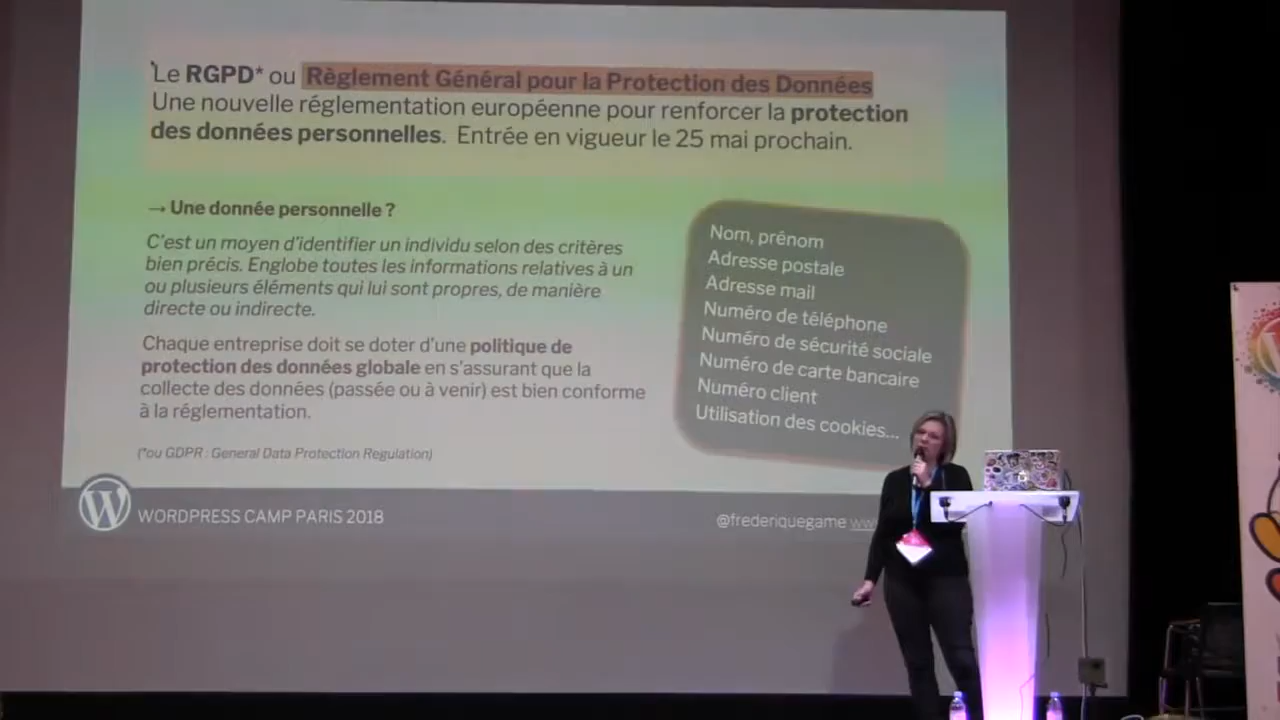 Le RGPD* ou Règlement Général pour la Protection des Données
Une nouvelle réglementation européenne pour renforcer la protection
des données personnelles. Entrée en vigueur le 25 mai prochain.
→ Une donnée personnelle ?
C'est un moyen d'identifier un individu selon des critères
bien précis. Englobe toutes les informations relatives à un
ou plusieurs éléments qui lui sont propres, de manière
directe ou indirecte.
Chaque entreprise doit se doter d'une politique de
protection des données globale en s'assurant que la
collecte des données (passée ou à venir) est bien conforme
à la réglementation.
(*ou GDPR : General Data Protection Regulation)
Nom, prénom
Adresse postale
Adresse mail
Numéro de téléphone
Numéro de sécurité sociale
Numéro de carte bancaire
Numéro client
Utilisation des cookies...
WORDPRESS CAMP PARIS 2018
@frederiquegame